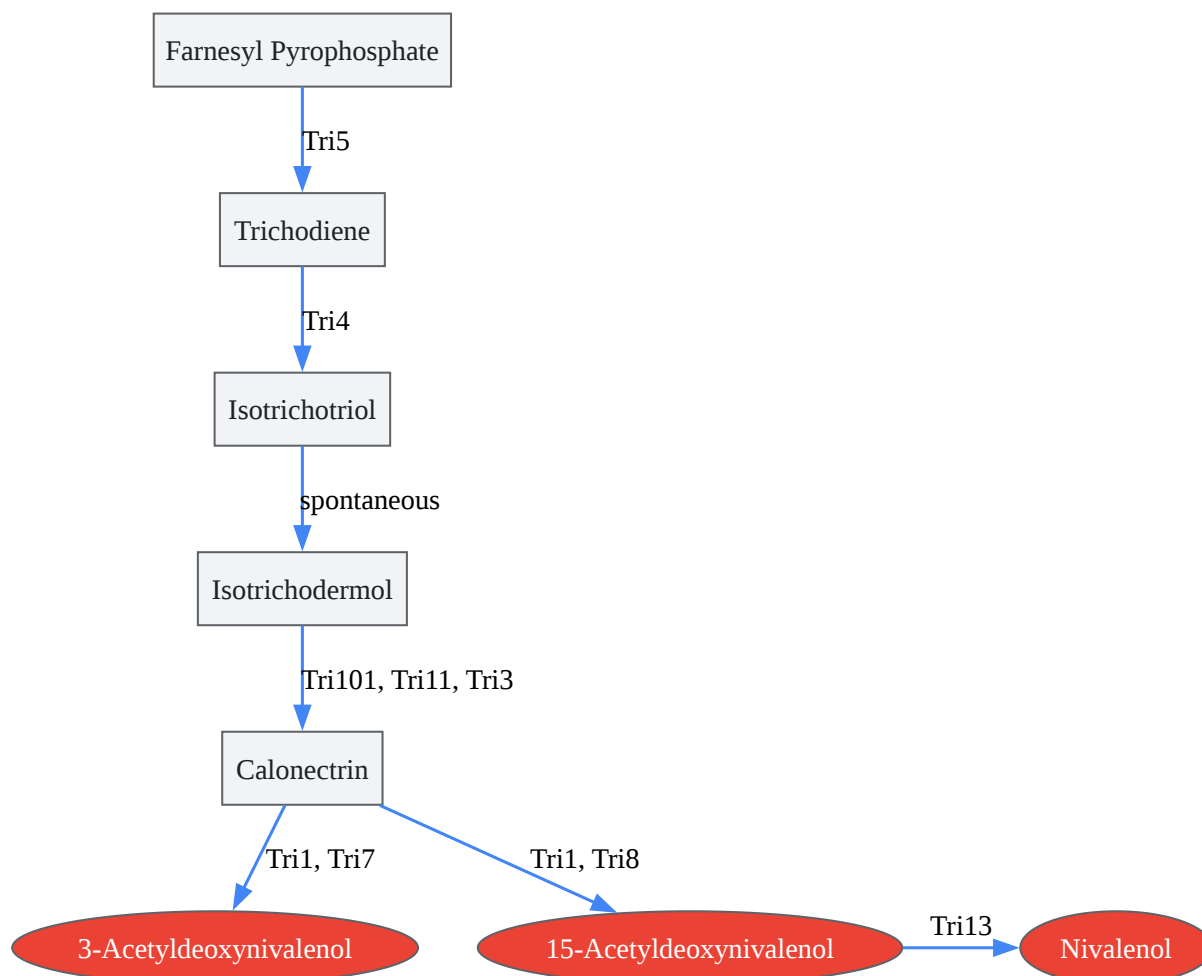 Farnesyl Pyrophosphate
Tri5
Trichodiene
Tri4
Isotrichotriol
spontaneous
Isotrichodermol
Tri101, Tri11, Tri3
Calonectrin
Tri1, Tri7
Tri1, Tri8
3-Acetyldeoxynivalenol
15-Acetyldeoxynivalenol
Tri13
Nivalenol